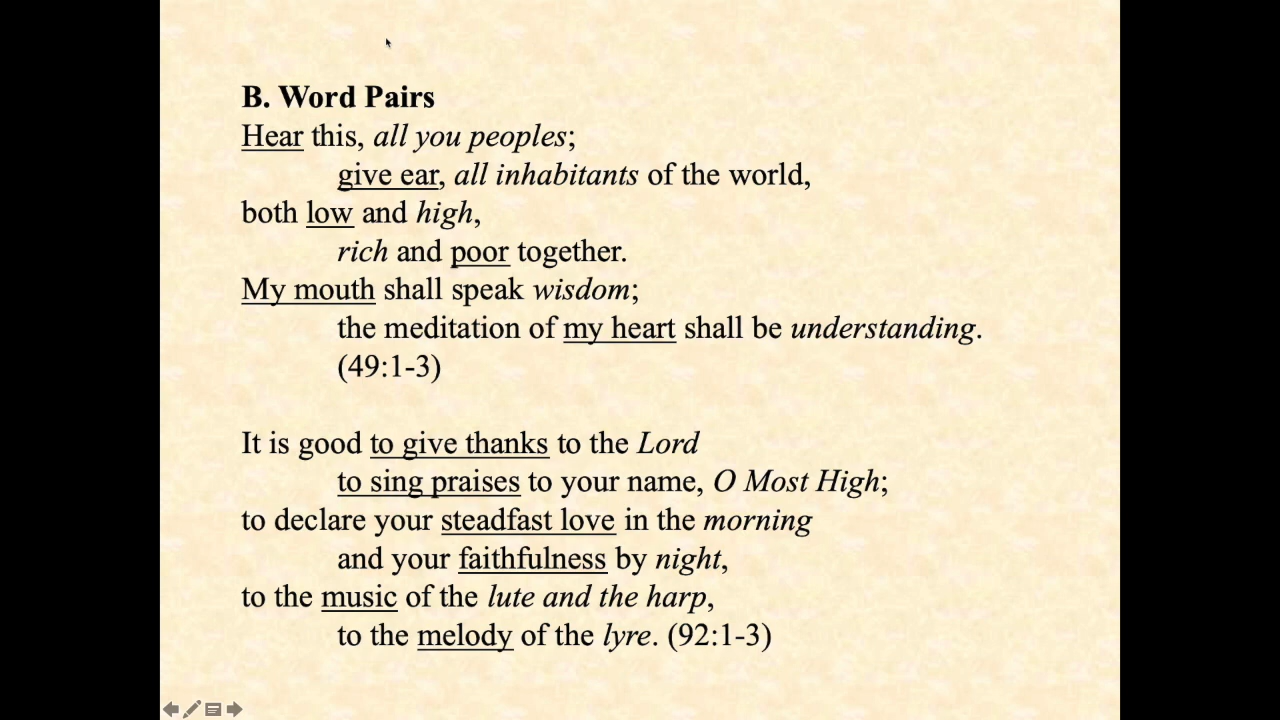 B. Word Pairs
Hear this, all you peoples;
give ear, all inhabitants of the world,
both low and high,
rich and poor together.
My mouth shall speak wisdom;
the meditation of my heart shall be understanding.
(49:1-3)
It is good to give thanks to the Lord
to sing praises to your name, O Most High;
to declare your steadfast love in the morning
and your faithfulness by night,
to the music of the lute and the harp,
to the melody of the lyre. (92:1-3)